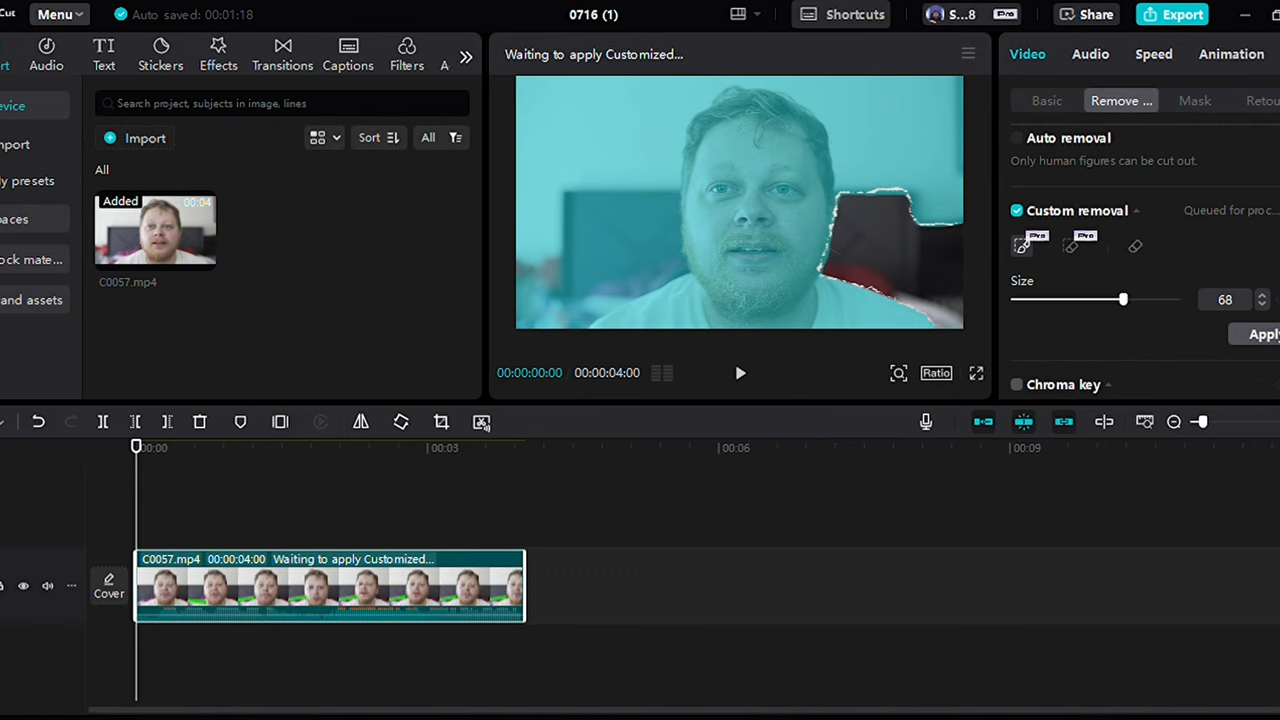 Cut
Menu
Auto saved: 00:01:18
0716 (1)
Shortcuts
S...8
Pro
Share
Export
rt
Audio
Text
Stickers
Effects
Transitions
Captions
Filters
A
evice
mport
y presets
paces
ock mate...
and assets
Search project, subjects in image, lines
Import
Sort
All
All
Added
00:04
C0057.mp4
Waiting to apply Customized...
00:00:00:00
00:00:04:00
Ratio
Video
Audio
Speed
Animation
Basic
Remove ...
Mask
Retou
Auto removal
Only human figures can be cut out.
Custom removal
Queued for proc...
Pro
Pro
Size
68
Apply
Chroma key
00:00
00:03
00:06
00:09
Cover
C0057.mp4 00:00:04:00 Waiting to apply Customized...